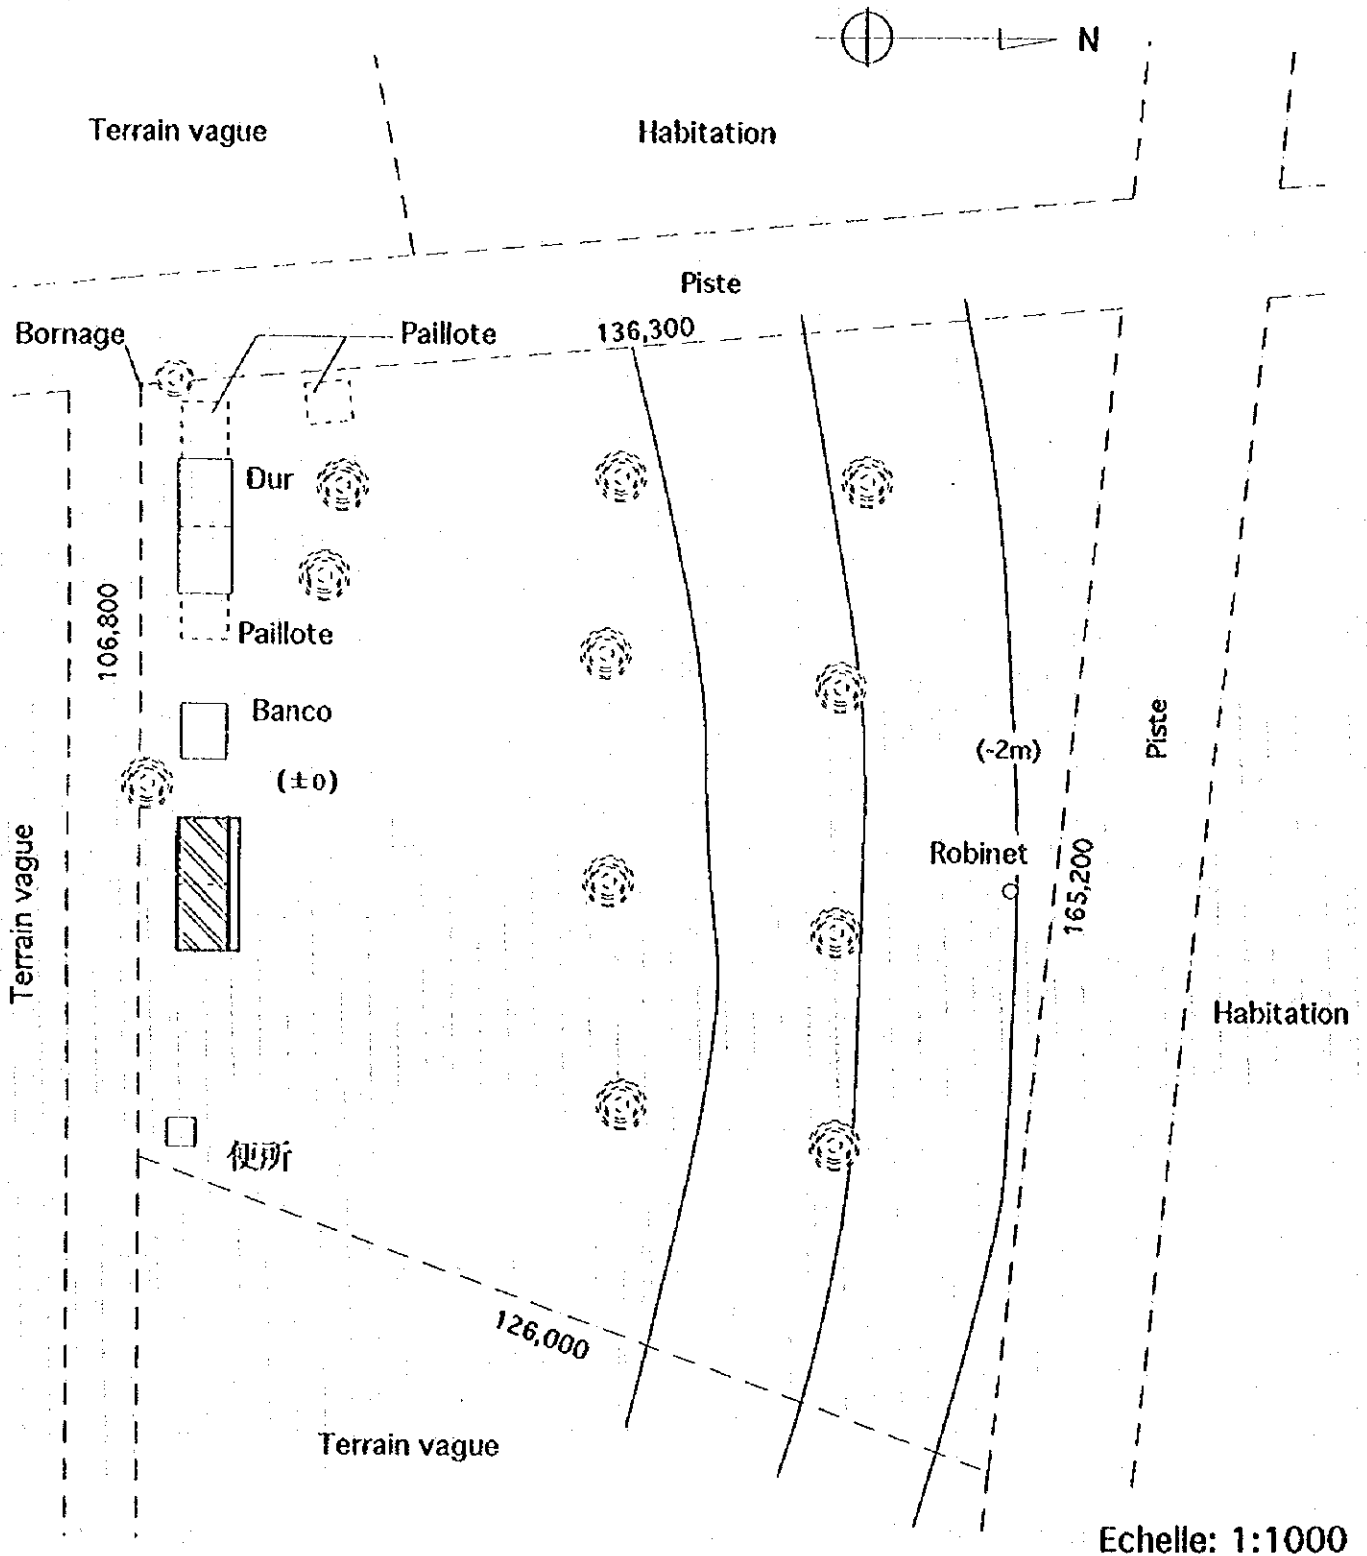 N
Terrain vague
Habitation
Piste
Bornage
Paillote
136,300
Dur
106,800
Paillote
Banco
Piste
(-2m)
(±0)
Terrain vague
Robinet
165,200
Habitation
便所
126,000
Terrain vague
Echelle: 1:1000